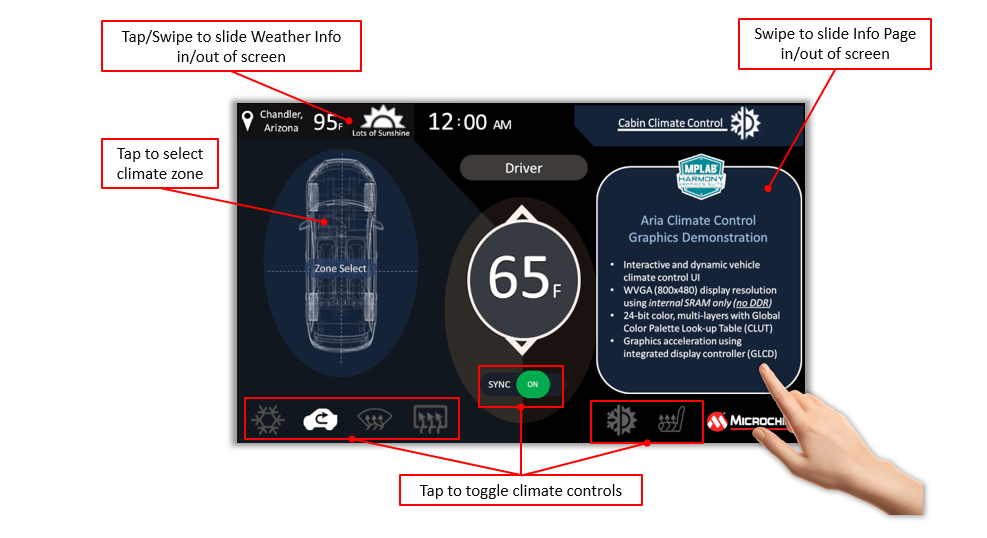 Tap/Swipe to slide Weather Info
in/out of screen
Swipe to slide Info Page
in/out of screen
Chandler,
Arizona
95F
Lots of Sunshine
12:00 AM
Cabin Climate Control
Tap to select
climate zone
Driver
MPLAB
HARMONY
GRAPHICS SUITE
Aria Climate Control
Graphics Demonstration
Zone Select
65F
• Interactive and dynamic vehicle
climate control UI
• WVGA (800x480) display resolution
using internal SRAM only (no DDR)
• 24-bit color, multi-layers with Global
Color Palette Look-up Table (CLUT)
• Graphics acceleration using
integrated display controller (GLCD)
SYNC ON
MICROCHI
Tap to toggle climate controls